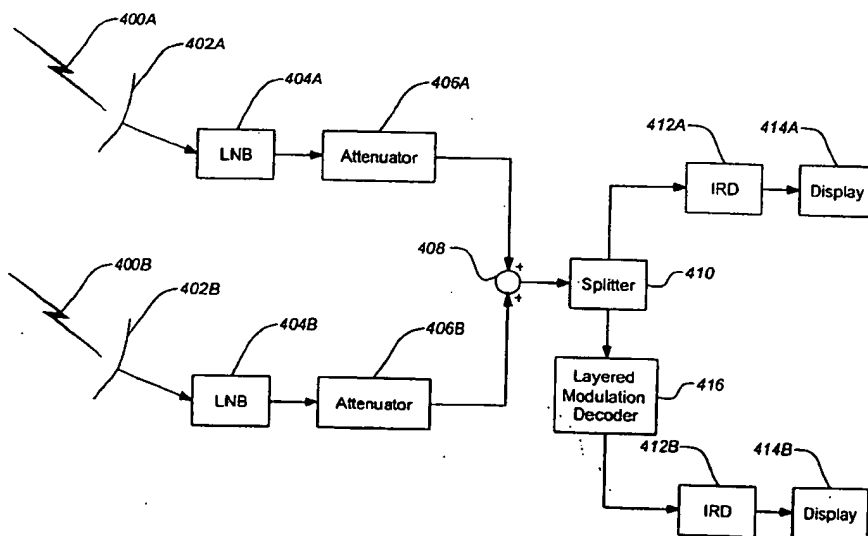 400A
402A
404A
406A
LNB
Attenuator
412A
414A
IRD
Display
400B
402B
404B
406B
LNB
Attenuator
408
+
+
Splitter
410
Layered
Modulation
Decoder
416
412B
414B
IRD
Display